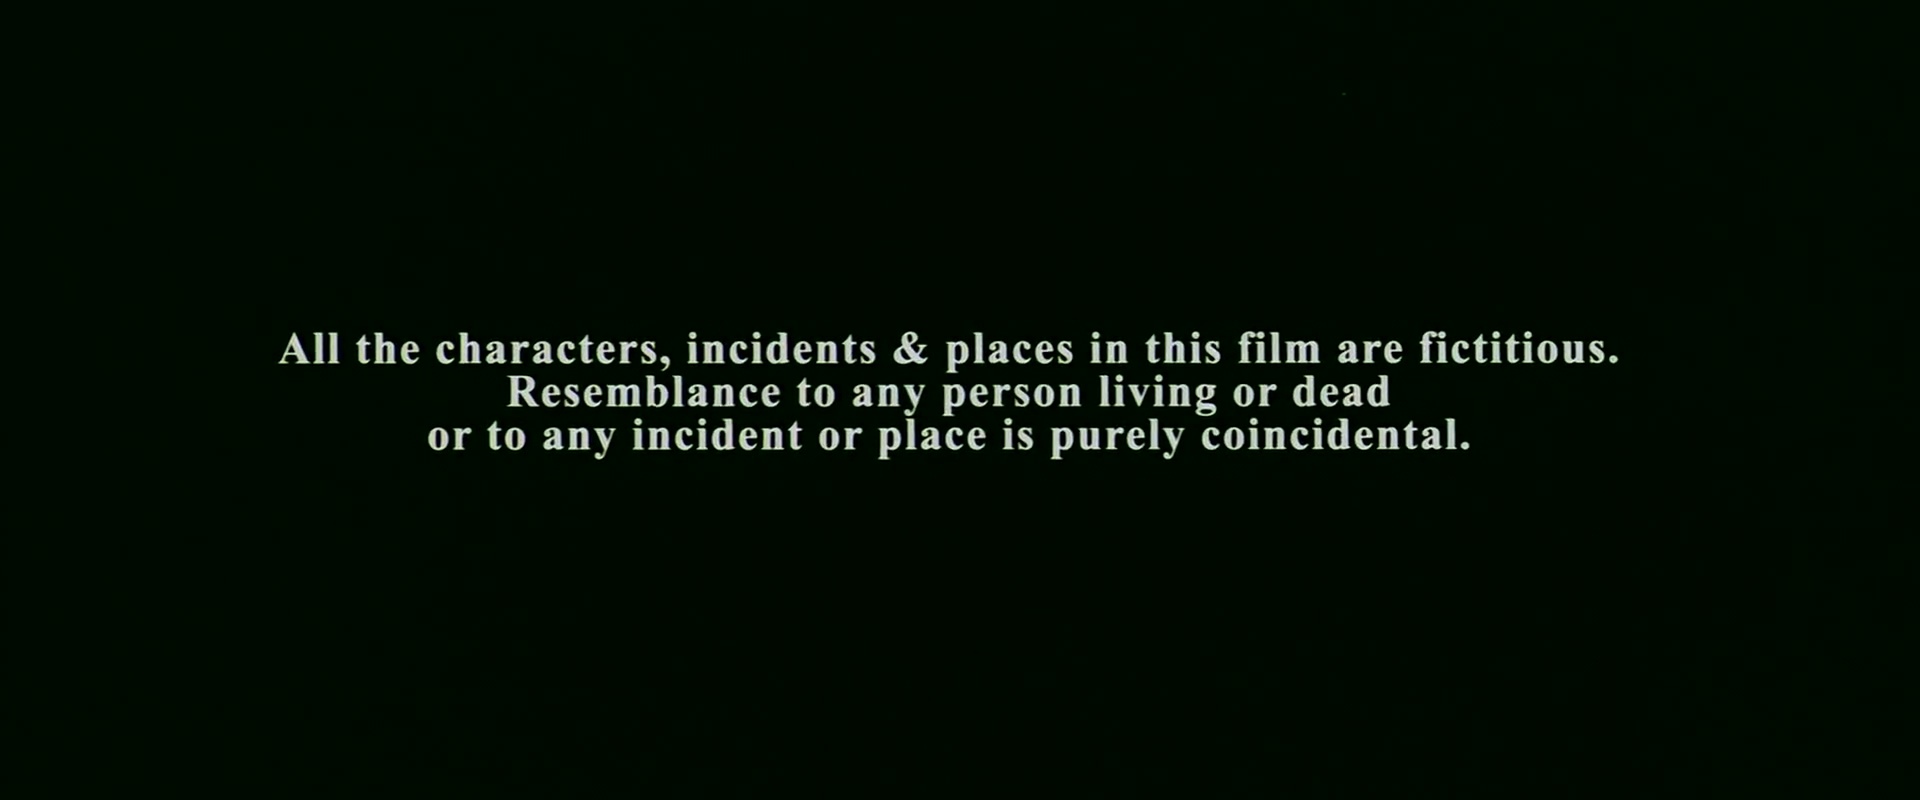 All the characters, incidents & places in this film are fictitious.
Resemblance to any person living or dead
or to any incident or place is purely coincidental.